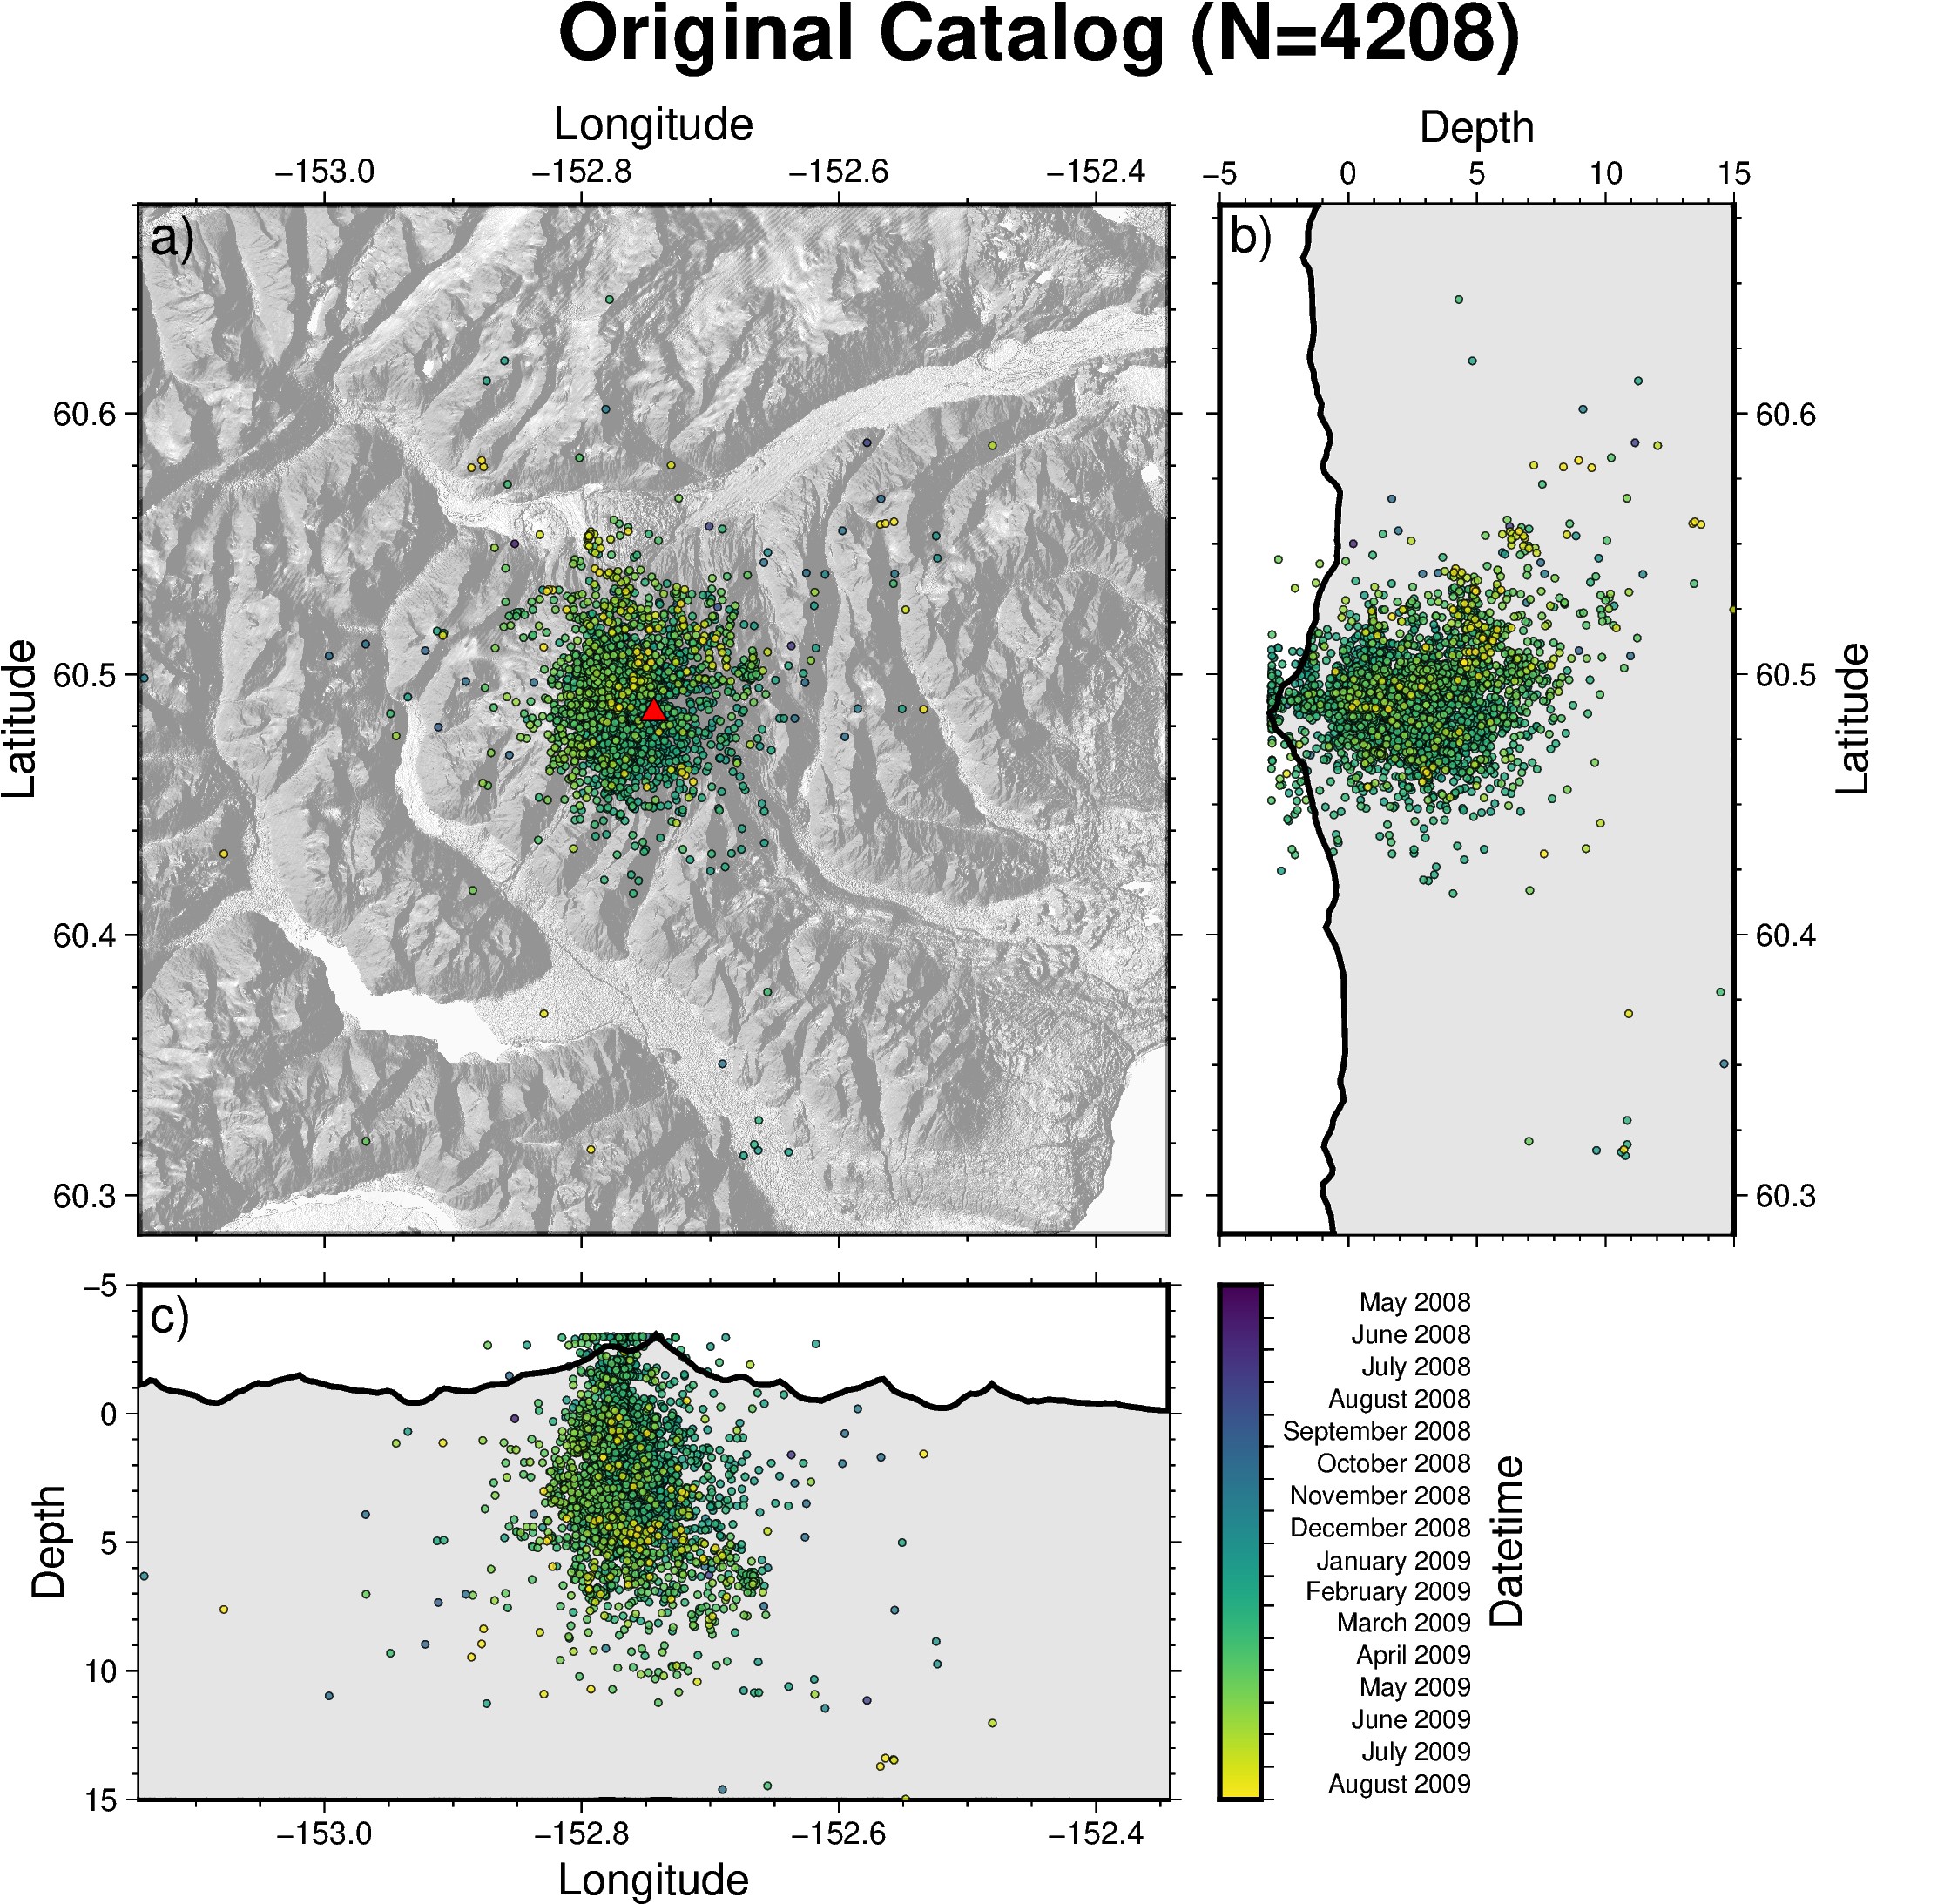 Original Catalog (N=4208)
Longitude
−153.0 −152.8 −152.6 −152.4
Depth
−5 0 5 10 15
a)
b)
Latitude
60.6
60.5
60.4
60.3
60.6
60.5
60.4
60.3
Latitude
c)
Depth
−5
0
5
10
15
−153.0 −152.8 −152.6 −152.4
Longitude
May 2008
June 2008
July 2008
August 2008
September 2008
October 2008
November 2008
December 2008
January 2009
February 2009
March 2009
April 2009
May 2009
June 2009
July 2009
August 2009
Datetime